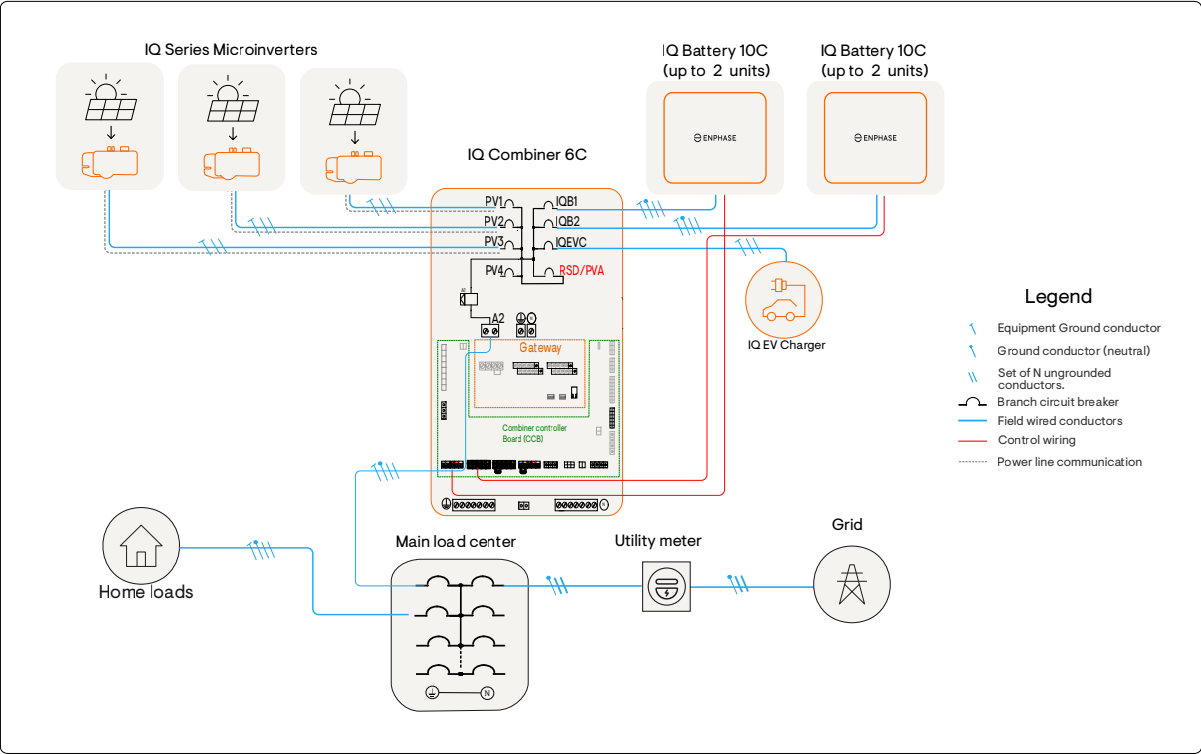 IQ Series Microinverters
IQ Battery 10C
(up to 2 units)
IQ Battery 10C
(up to 2 units)
ENPHASE
ENPHASE
IQ Combiner 6C
PV1
IQB1
PV2
IQB2
PV3
IQEVC
PV4
RSD/PVA
A1
A2
N
Gateway
Combiner controller
Board (CCB)
N
IQ EV Charger
Legend
Equipment Ground conductor
Ground conductor (neutral)
Set of N ungrounded
conductors.
Branch circuit breaker
Field wired conductors
Control wiring
Power line communication
Home loads
Main load center
Utility meter
Grid
N